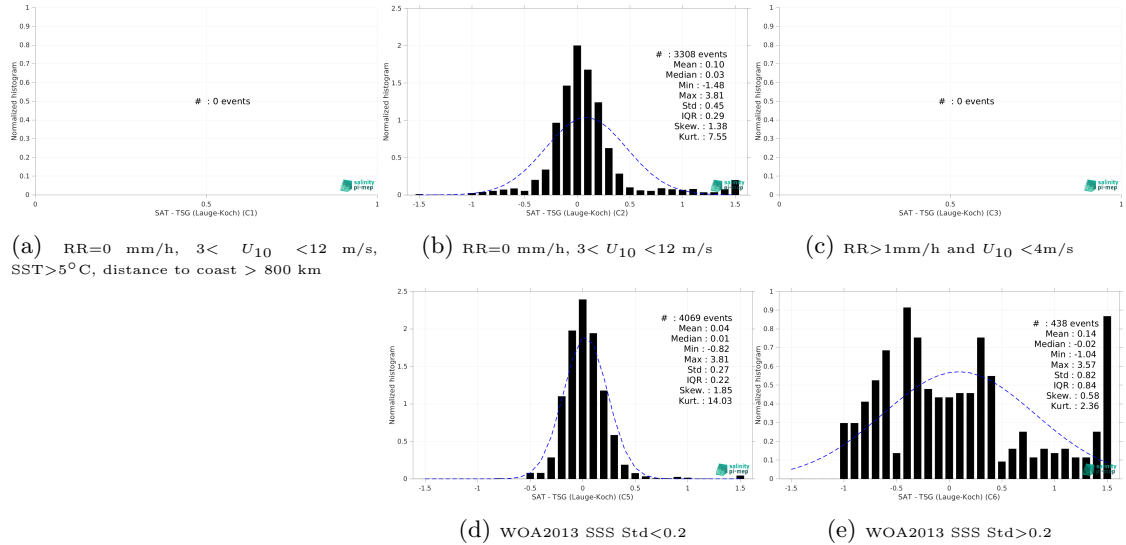 1
0.9
0.8
0.7
0.6
0.5
0.4
0.3
0.2
0.1
0
Normalized histogram
# : 0 events
0
0.5
1
SAT - TSG (Lauge-Koch) (C1)
salinity
pi-mep
(a) RR=0 mm/h, 3< U10 <12 m/s,
SST>5°C, distance to coast > 800 km
2.5
2
1.5
1
0.5
0
Normalized histogram
# : 3308 events
Mean : 0.10
Median : 0.03
Min : -1.48
Max : 3.81
Std : 0.45
IQR : 0.29
Skew. : 1.38
Kurt. : 7.55
-1.5
-1
-0.5
0
0.5
1
1.5
SAT - TSG (Lauge-Koch) (C2)
salinity
pi-mep
(b) RR=0 mm/h, 3< U10 <12 m/s
1
0.9
0.8
0.7
0.6
0.5
0.4
0.3
0.2
0.1
0
Normalized histogram
# : 0 events
0
0.5
1
SAT - TSG (Lauge-Koch) (C3)
salinity
pi-mep
(c) RR>1mm/h and U10 <4m/s
2.5
2
1.5
1
0.5
0
Normalized histogram
# : 4069 events
Mean : 0.04
Median : 0.01
Min : -0.82
Max : 3.81
Std : 0.27
IQR : 0.22
Skew. : 1.85
Kurt. : 14.03
-1.5
-1
-0.5
0
0.5
1
1.5
SAT - TSG (Lauge-Koch) (C5)
salinity
pi-mep
(d) WOA2013 SSS Std<0.2
1
0.9
0.8
0.7
0.6
0.5
0.4
0.3
0.2
0.1
0
Normalized histogram
# : 438 events
Mean : 0.14
Median : -0.02
Min : -1.04
Max : 3.57
Std : 0.82
IQR : 0.84
Skew. : 0.58
Kurt. : 2.36
-1.5
-1
-0.5
0
0.5
1
1.5
SAT - TSG (Lauge-Koch) (C6)
salinity
pi-mep
(e) WOA2013 SSS Std>0.2